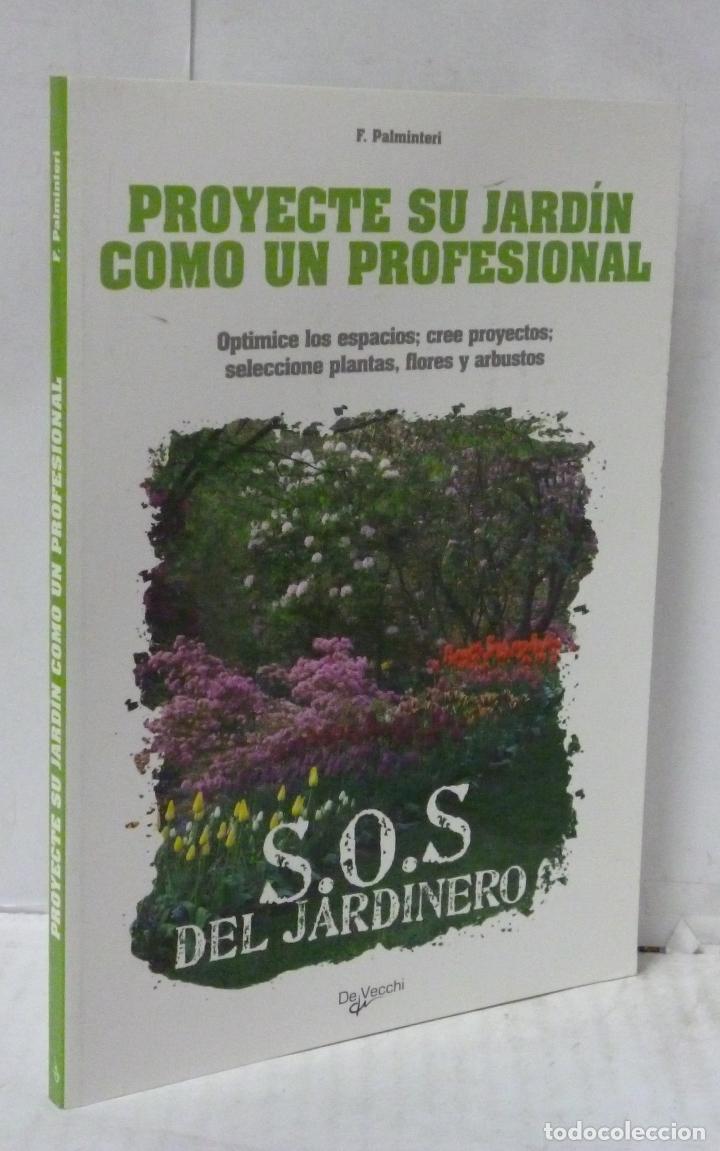 F. Palminteri
PROYECTE SU JARDÍN
COMO UN PROFESIONAL
Optimice los espacios; cree proyectos;
seleccione plantas, flores y arbustos
S.O.S
DEL JARDINERO
De Vecchi
F. Palminteri
PROYECTE SU JARDÍN COMO UN PROFESIONAL
todocoleccion